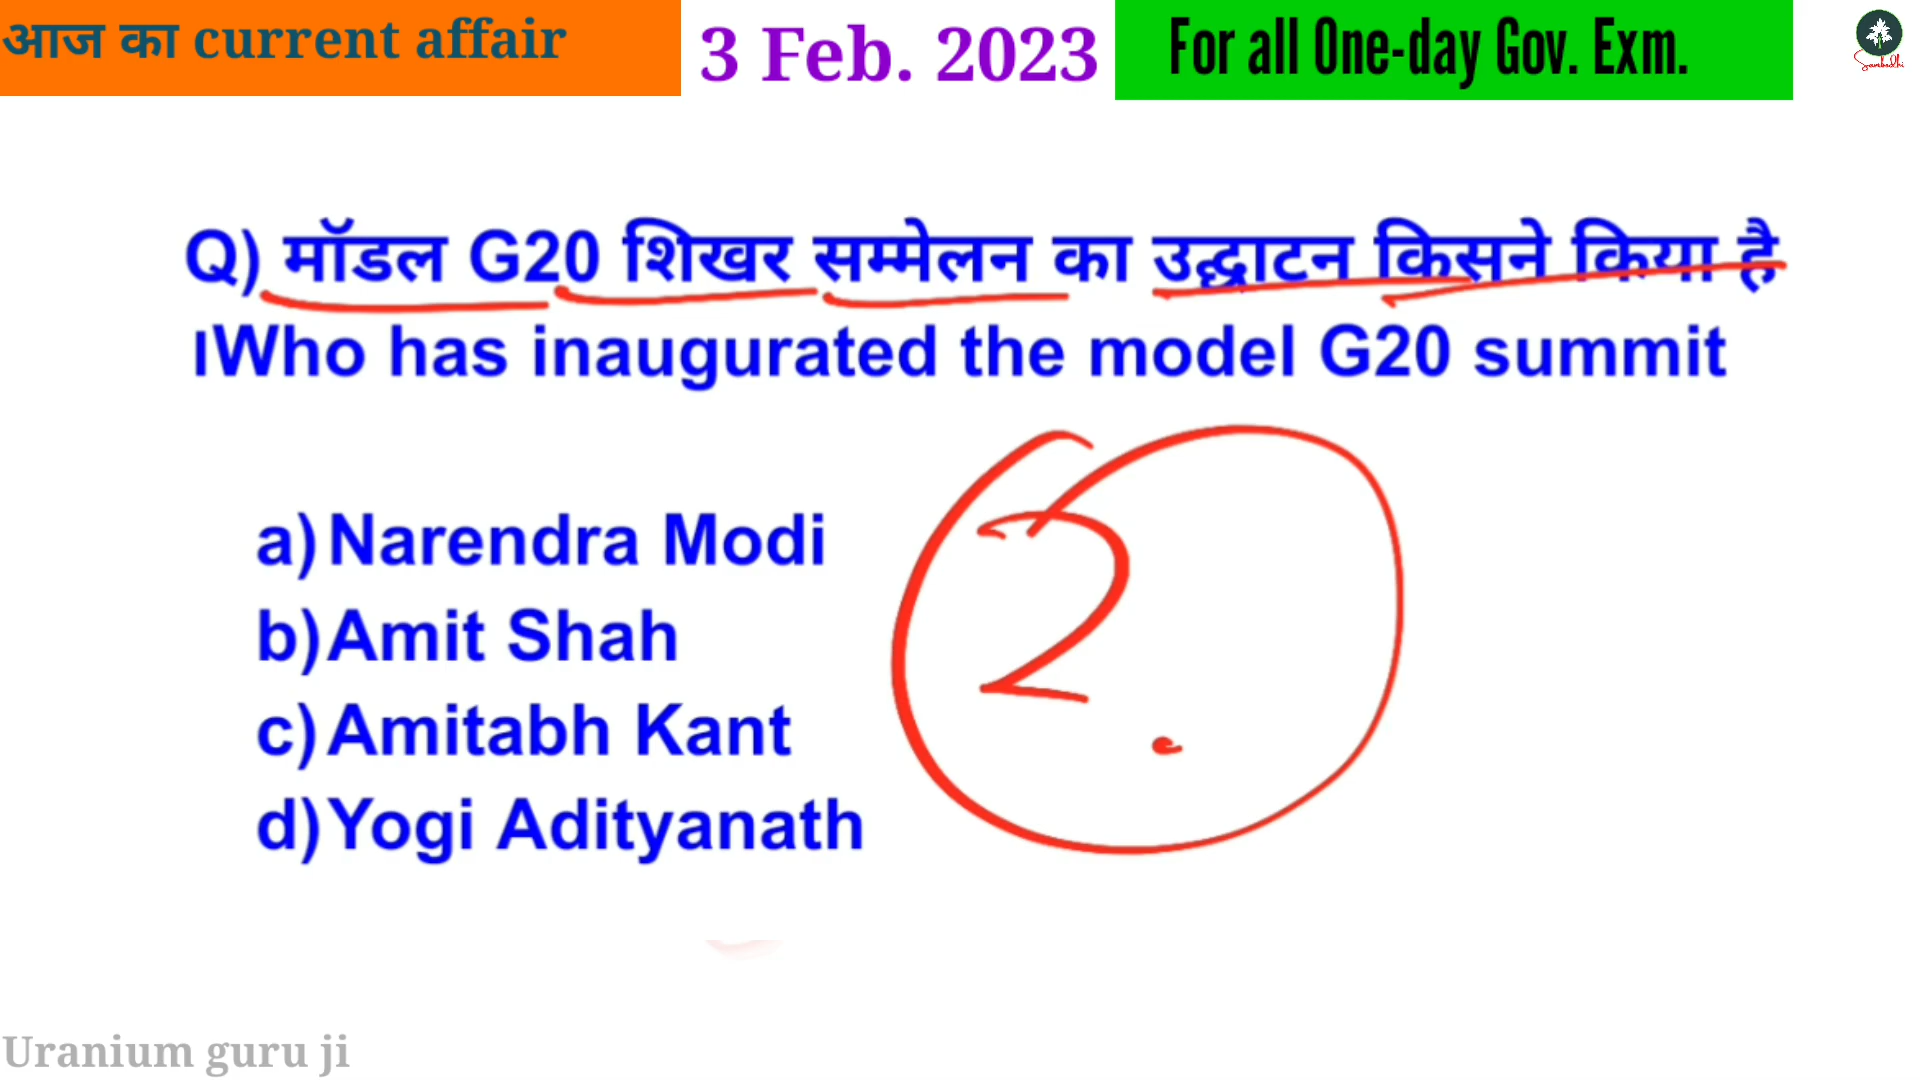 आज का current affair
3 Feb. 2023
For all One-day Gov. Exm.
Sambodhi
Q) मॉडल G20 शिखर सम्मेलन का उद्घाटन किसने किया है
।Who has inaugurated the model G20 summit
a) Narendra Modi
b) Amit Shah
c) Amitabh Kant
d) Yogi Adityanath
?
Uranium guru ji